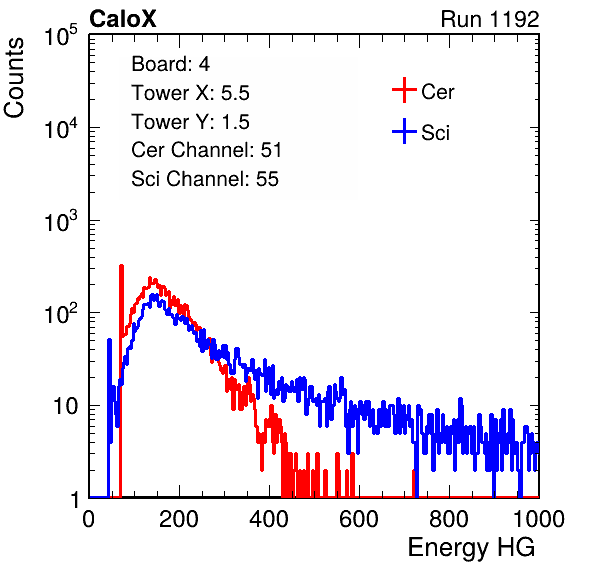 CaloX Run 1192
Counts
10^5
10^4
10^3
10^2
10
1
Board: 4
Tower X: 5.5
Tower Y: 1.5
Cer Channel: 51
Sci Channel: 55
Cer
Sci
0 200 400 600 800 1000
Energy HG